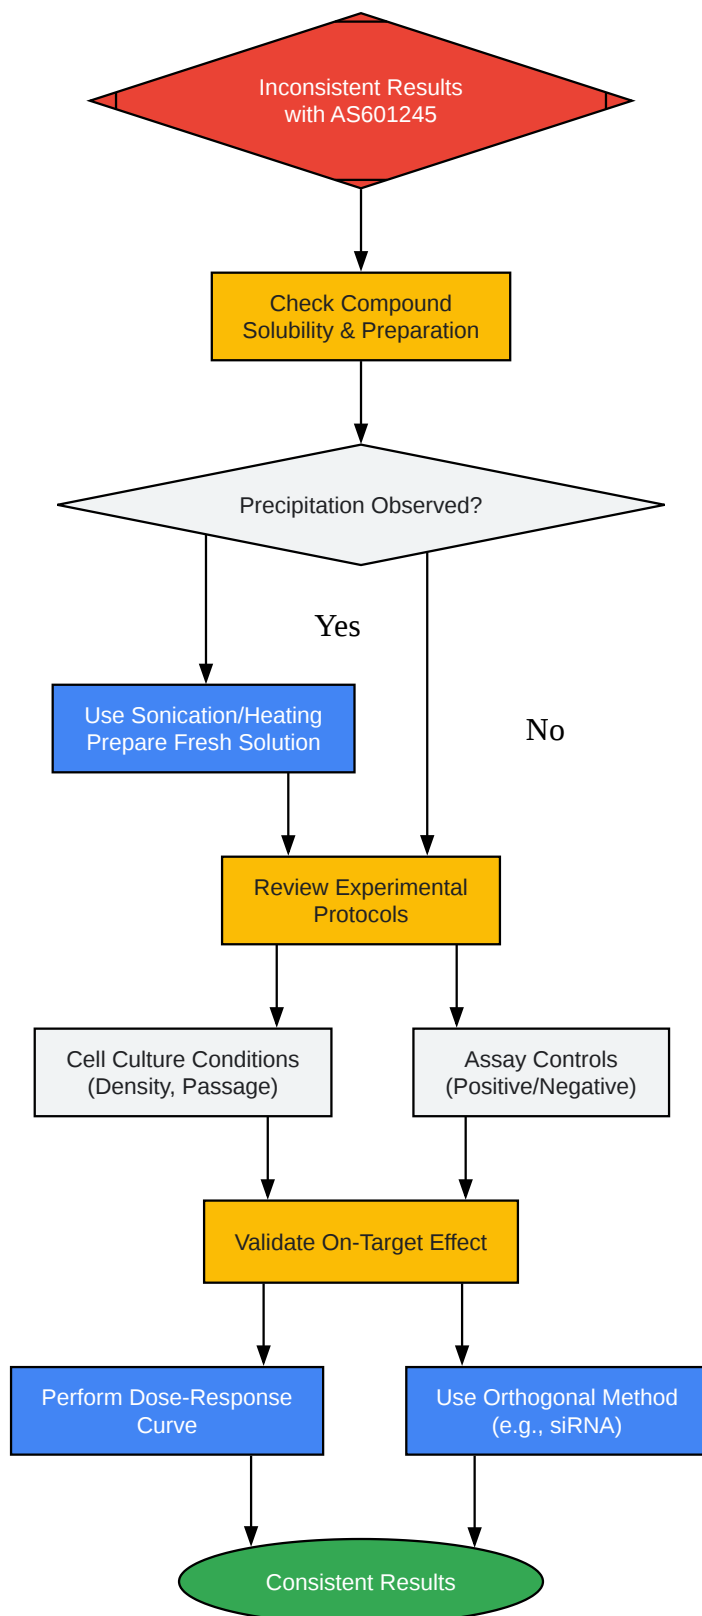 Inconsistent Results
with AS601245
Check Compound
Solubility & Preparation
Precipitation Observed?
Yes
Use Sonication/Heating
Prepare Fresh Solution
No
Review Experimental
Protocols
Cell Culture Conditions
(Density, Passage)
Assay Controls
(Positive/Negative)
Validate On-Target Effect
Perform Dose-Response
Curve
Use Orthogonal Method
(e.g., siRNA)
Consistent Results